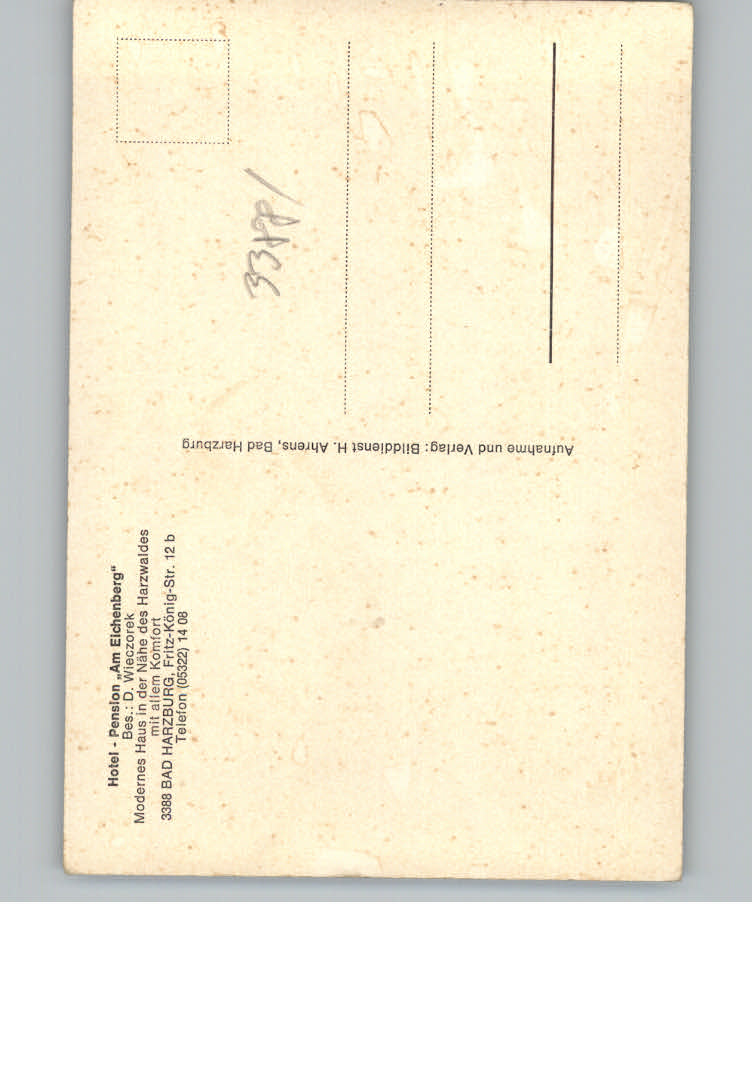 Hotel - Pension „Am Eichenberg"
Bes.: D. Wieczorek
Modernes Haus in der Nähe des Harzwaldes
mit allem Komfort
3388 BAD HARZBURG, Fritz-König-Str. 12 b
Telefon (05322) 14 08
Aufnahme und Verlag: Bilddienst H. Ahrens, Bad Harzburg
3388/